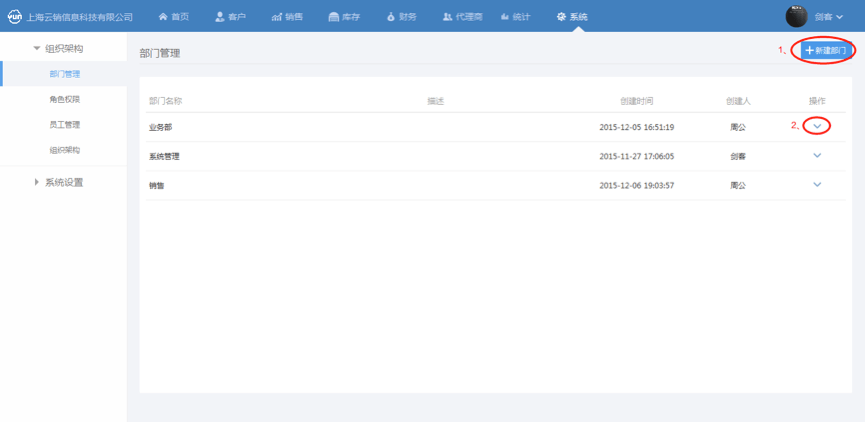 yun 上海云销信息科技有限公司 首页 客户 销售 库存 财务 代理商 统计 系统 剑客
组织架构
部门管理
角色权限
员工管理
组织架构
系统设置
部门管理 1、 +新建部门
部门名称 描述 创建时间 创建人 操作
业务部 2015-12-05 16:51:19 周公 2、
系统管理 2015-11-27 17:06:05 剑客
销售 2015-12-06 19:03:57 周公